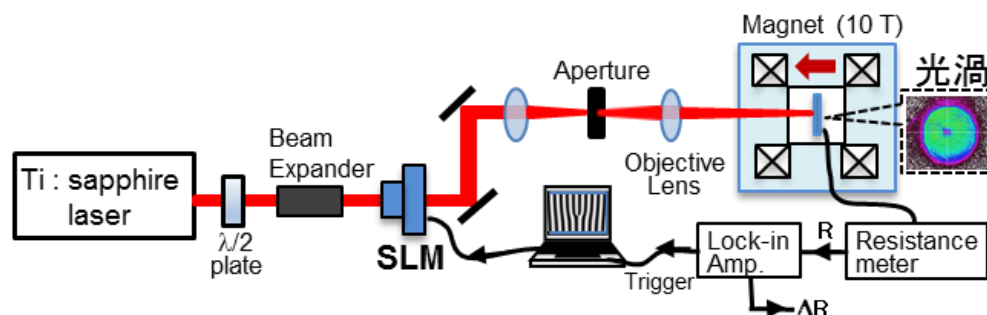 Magnet (10 T)
Aperture
光渦
Beam
Expander
Ti : sapphire
laser
Objective
Lens
λ/2
plate
SLM
Trigger
Lock-in
Amp.
R
Resistance
meter
ΔR